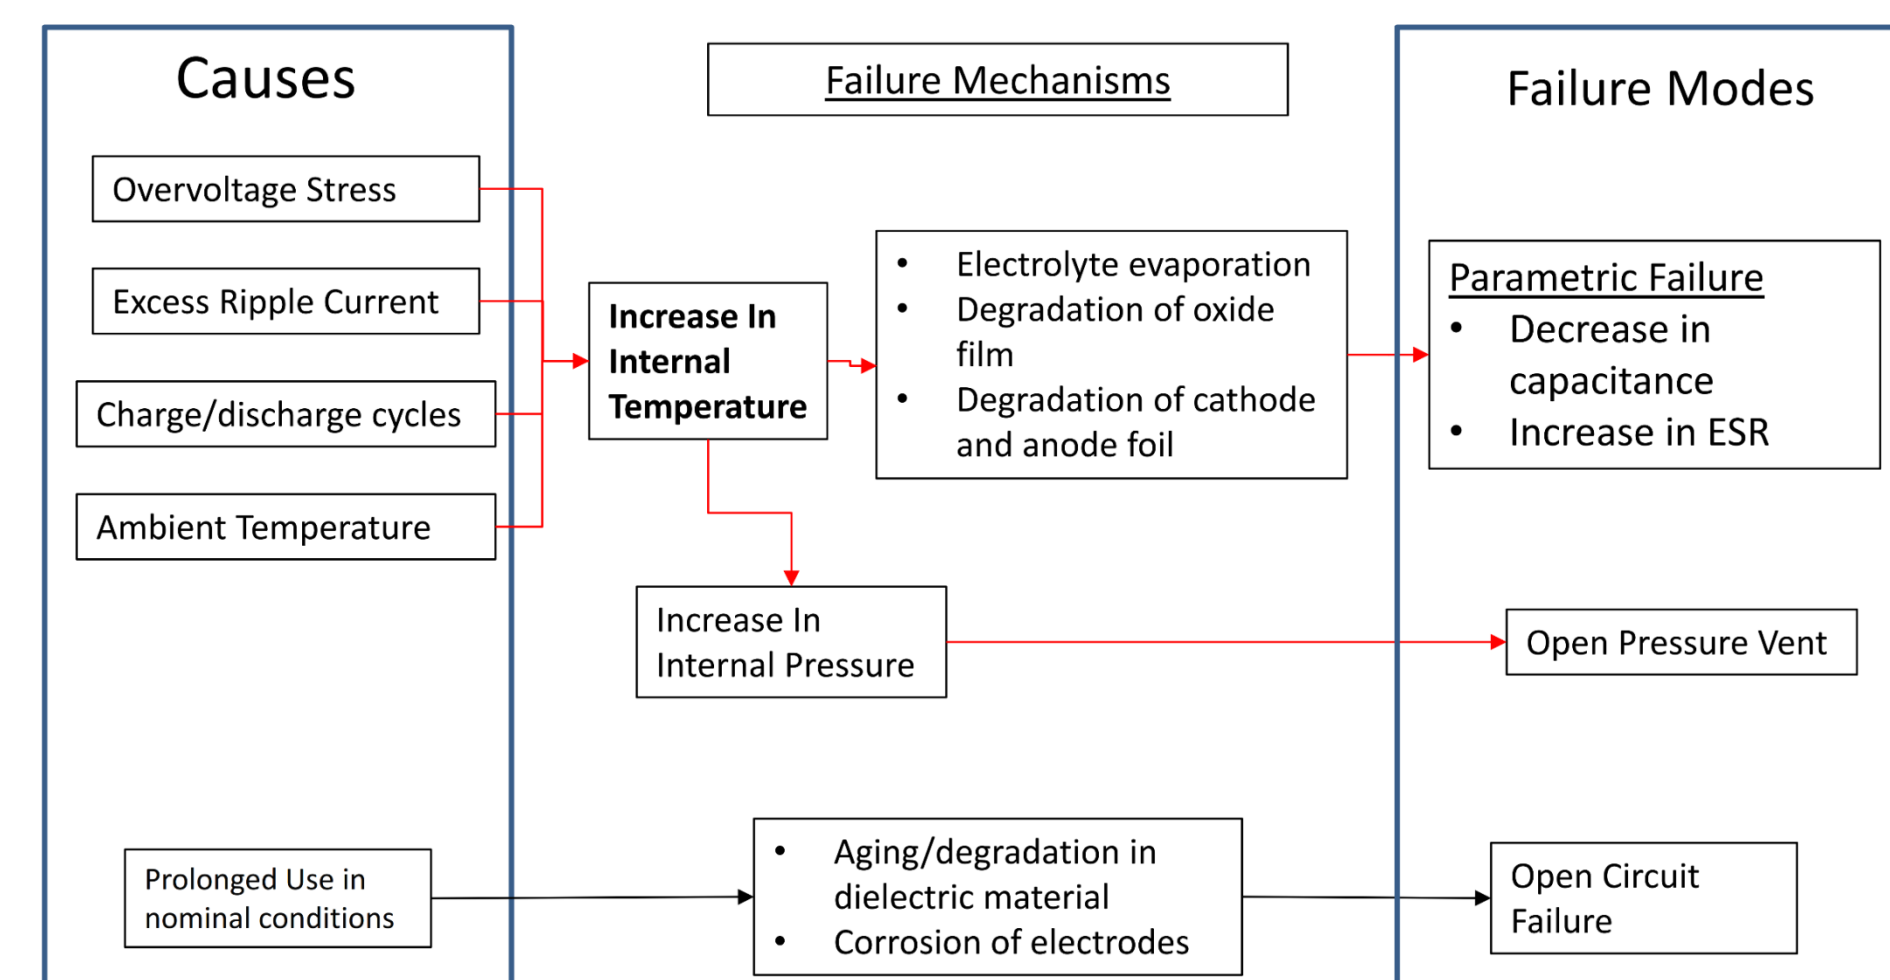 Causes
Failure Mechanisms
Failure Modes
Overvoltage Stress
Excess Ripple Current
Charge/discharge cycles
Ambient Temperature
Increase In
Internal
Temperature
• Electrolyte evaporation
• Degradation of oxide
film
• Degradation of cathode
and anode foil
Parametric Failure
• Decrease in
capacitance
• Increase in ESR
Increase In
Internal Pressure
Open Pressure Vent
Prolonged Use in
nominal conditions
• Aging/degradation in
dielectric material
• Corrosion of electrodes
Open Circuit
Failure